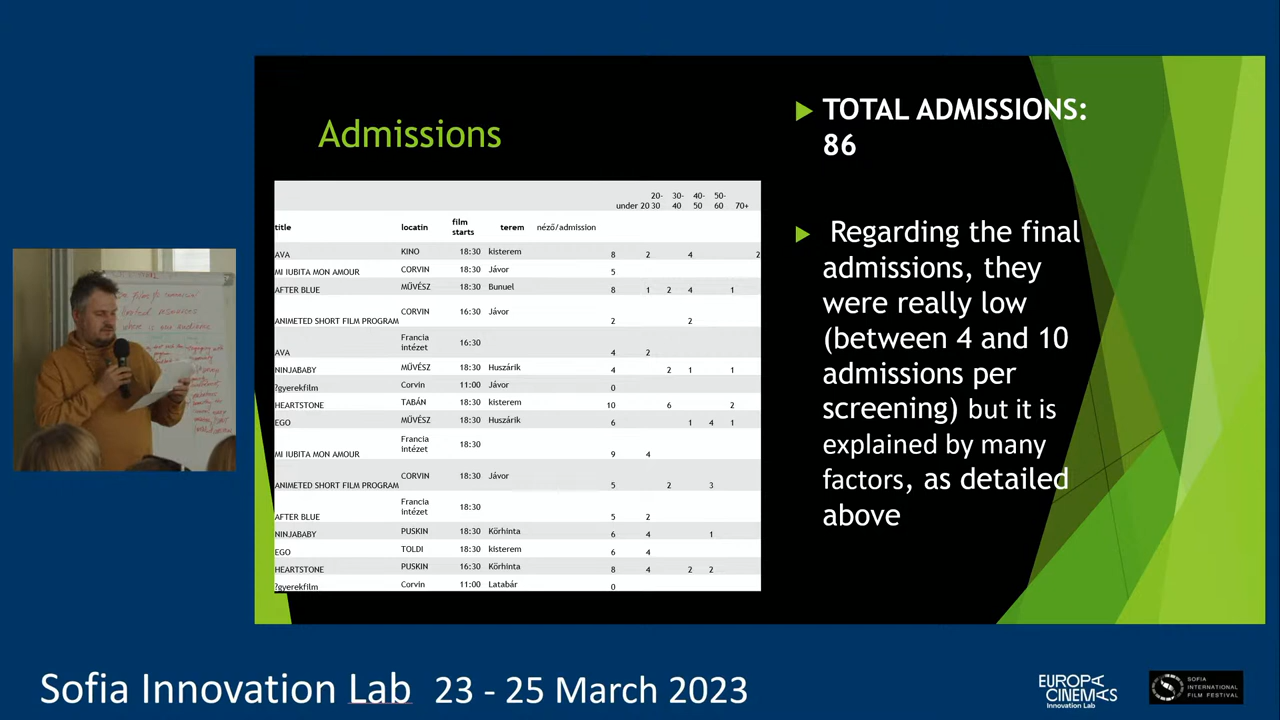 Admissions
under 20 20-30 30-40 40-50 50-60 70+
title locatin film starts terem néző/admission
AVA KINO 18:30 kisterem 8 2 4 2
MI IUBITA MON AMOUR CORVIN 18:30 Jávor 5
AFTER BLUE MŰVÉSZ 18:30 Bunuel 8 1 2 4 1
ANIMETED SHORT FILM PROGRAM CORVIN 16:30 Jávor 2 2
AVA Francia intézet 16:30 4 2
NINJABABY MŰVÉSZ 18:30 Huszárik 4 2 1 1
?gyerekfilm Corvin 11:00 Jávor 0
HEARTSTONE TABÁN 18:30 kisterem 10 6 2
EGO MŰVÉSZ 18:30 Huszárik 6 1 4 1
MI IUBITA MON AMOUR Francia intézet 18:30 9 4
ANIMETED SHORT FILM PROGRAM CORVIN 18:30 Jávor 5 2 3
AFTER BLUE Francia intézet 18:30 5 2
NINJABABY PUSKIN 18:30 Körhinta 6 4 1
EGO TOLDI 18:30 kisterem 6 4
HEARTSTONE PUSKIN 16:30 Körhinta 8 4 2 2
?gyerekfilm Corvin 11:00 Latabár 0
TOTAL ADMISSIONS:
86
Regarding the final
admissions, they
were really low
(between 4 and 10
admissions per
screening) but it is
explained by many
factors, as detailed
above
Sofia Innovation Lab 23 - 25 March 2023
EUROPA
CINEMAS
Innovation Lab
SOFIA
INTERNATIONAL
FILM FESTIVAL